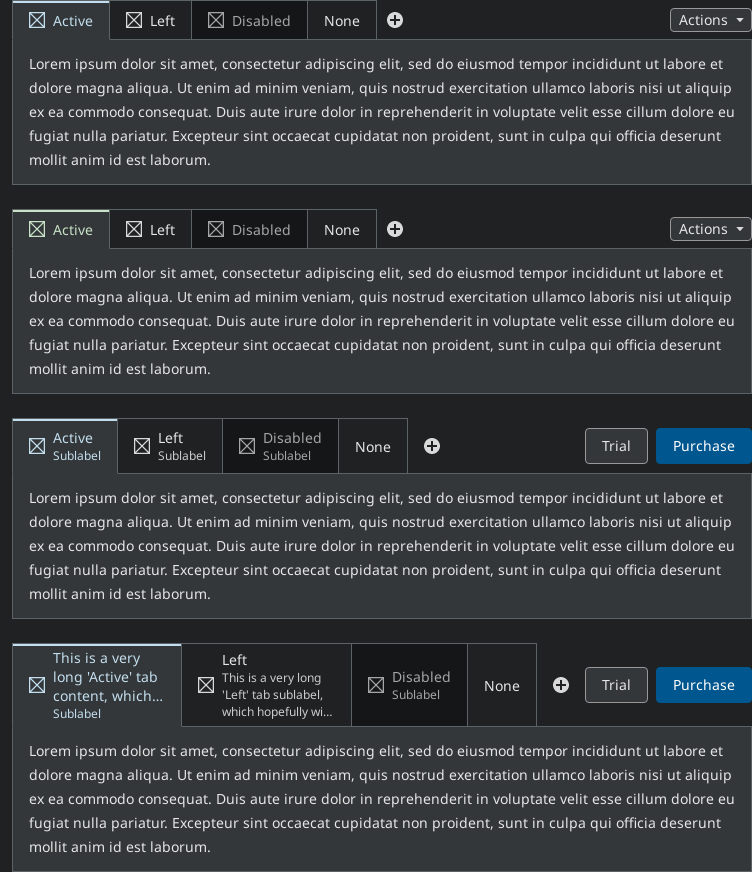 Active Left Disabled None Actions
Lorem ipsum dolor sit amet, consectetur adipiscing elit, sed do eiusmod tempor incididunt ut labore et
dolore magna aliqua. Ut enim ad minim veniam, quis nostrud exercitation ullamco laboris nisi ut aliquip
ex ea commodo consequat. Duis aute irure dolor in reprehenderit in voluptate velit esse cillum dolore eu
fugiat nulla pariatur. Excepteur sint occaecat cupidatat non proident, sunt in culpa qui officia deserunt
mollit anim id est laborum.
Active Left Disabled None Actions
Lorem ipsum dolor sit amet, consectetur adipiscing elit, sed do eiusmod tempor incididunt ut labore et
dolore magna aliqua. Ut enim ad minim veniam, quis nostrud exercitation ullamco laboris nisi ut aliquip
ex ea commodo consequat. Duis aute irure dolor in reprehenderit in voluptate velit esse cillum dolore eu
fugiat nulla pariatur. Excepteur sint occaecat cupidatat non proident, sunt in culpa qui officia deserunt
mollit anim id est laborum.
Active
Sublabel
Left
Sublabel
Disabled
Sublabel
None
Trial
Purchase
Lorem ipsum dolor sit amet, consectetur adipiscing elit, sed do eiusmod tempor incididunt ut labore et
dolore magna aliqua. Ut enim ad minim veniam, quis nostrud exercitation ullamco laboris nisi ut aliquip
ex ea commodo consequat. Duis aute irure dolor in reprehenderit in voluptate velit esse cillum dolore eu
fugiat nulla pariatur. Excepteur sint occaecat cupidatat non proident, sunt in culpa qui officia deserunt
mollit anim id est laborum.
This is a very
long 'Active' tab
content, which...
Sublabel
Left
This is a very long
'Left' tab sublabel,
which hopefully wi...
Disabled
Sublabel
None
Trial
Purchase
Lorem ipsum dolor sit amet, consectetur adipiscing elit, sed do eiusmod tempor incididunt ut labore et
dolore magna aliqua. Ut enim ad minim veniam, quis nostrud exercitation ullamco laboris nisi ut aliquip
ex ea commodo consequat. Duis aute irure dolor in reprehenderit in voluptate velit esse cillum dolore eu
fugiat nulla pariatur. Excepteur sint occaecat cupidatat non proident, sunt in culpa qui officia deserunt
mollit anim id est laborum.